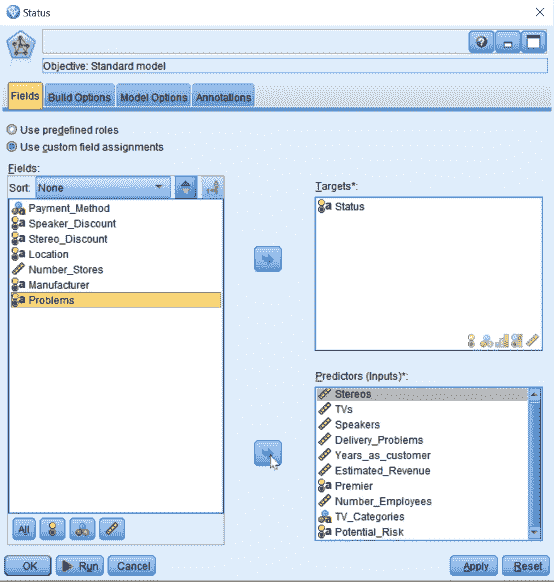 Status
Objective: Standard model
Fields Build Options Model Options Annotations
Use predefined roles
Use custom field assignments
Fields:
Sort: None
Payment_Method
Speaker_Discount
Stereo_Discount
Location
Number_Stores
Manufacturer
Problems
All
Targets*:
Status
Predictors (Inputs)*:
Stereos
TVs
Speakers
Delivery_Problems
Years_as_customer
Estimated_Revenue
Premier
Number_Employees
TV_Categories
Potential_Risk
OK Run Cancel Apply Reset